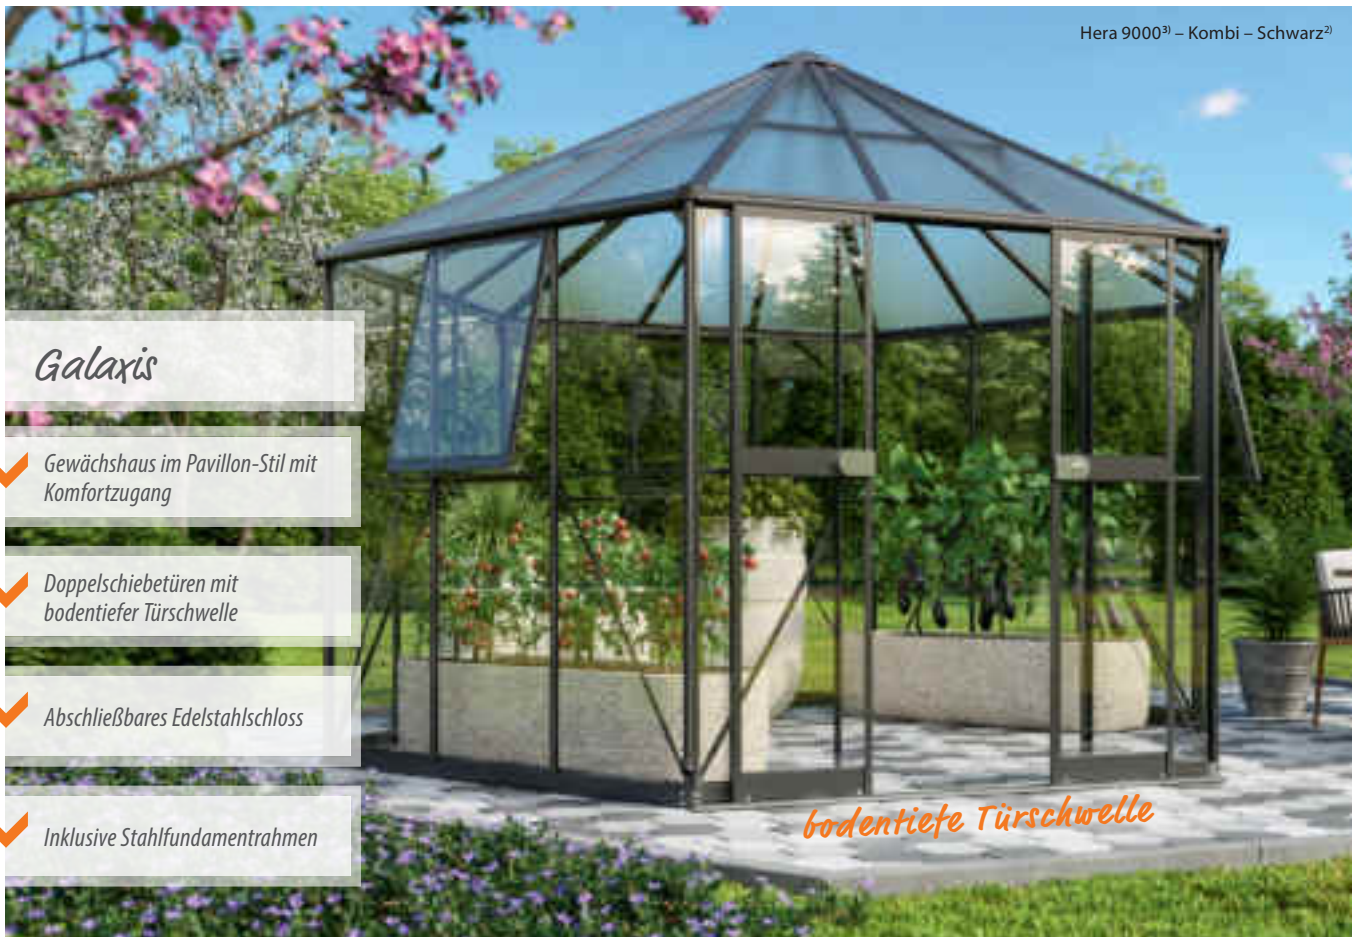 Hera 9000³⁾ – Kombi – Schwarz²⁾
Galaxis
Gewächshaus im Pavillon-Stil mit
Komfortzugang
Doppelschiebetüren mit
bodentiefer Türschwelle
Abschließbares Edelstahlschloss
Inklusive Stahlfundamentrahmen
bodentiefe Türschwelle